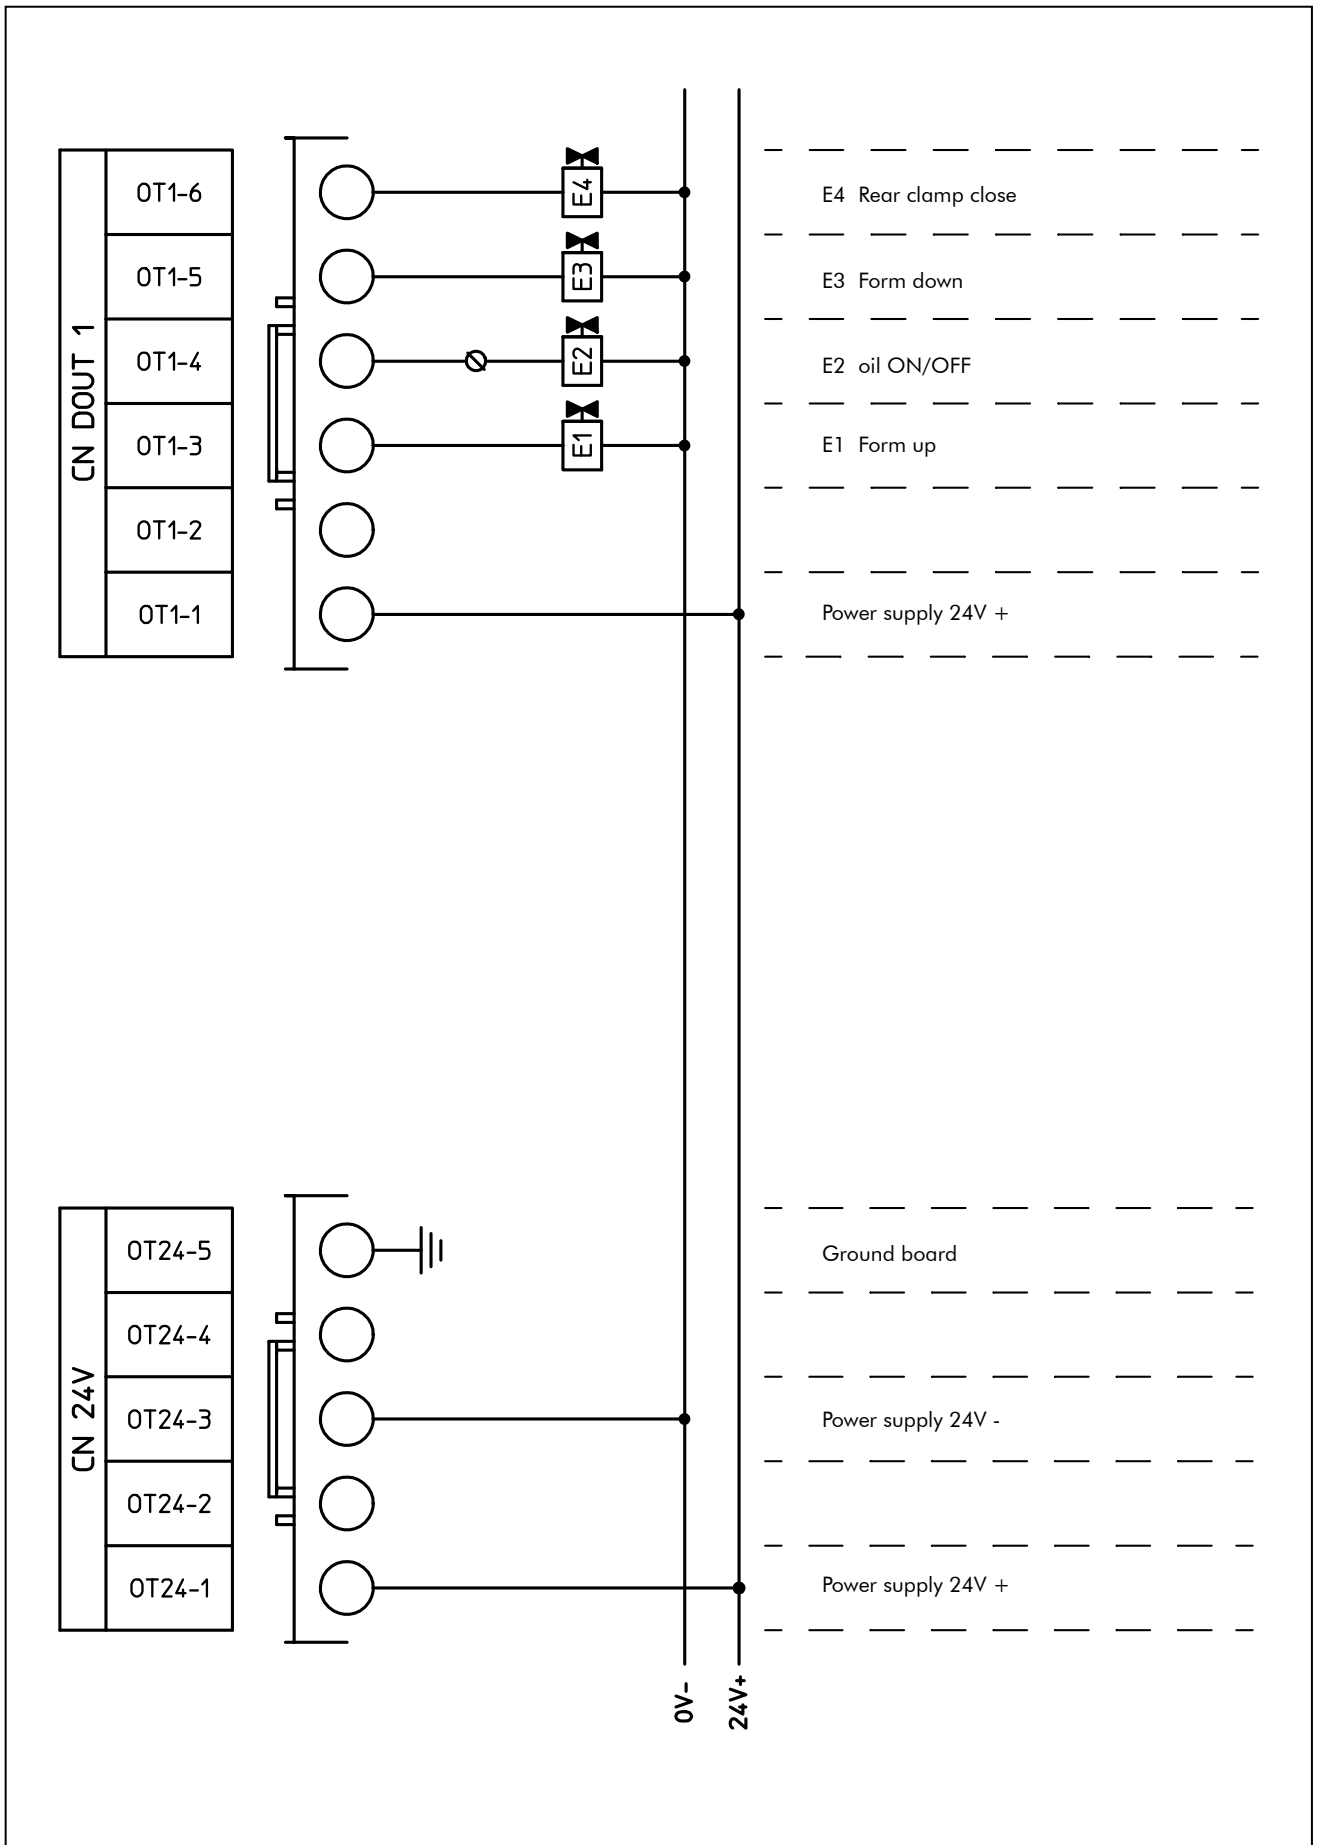 CN DOUT 1
OT1-6
E4
E4 Rear clamp close
OT1-5
E3
E3 Form down
OT1-4
E2
E2 oil ON/OFF
OT1-3
E1
E1 Form up
OT1-2
OT1-1
Power supply 24V +
CN 24V
OT24-5
Ground board
OT24-4
OT24-3
Power supply 24V -
OT24-2
OT24-1
Power supply 24V +
0V-
24V+